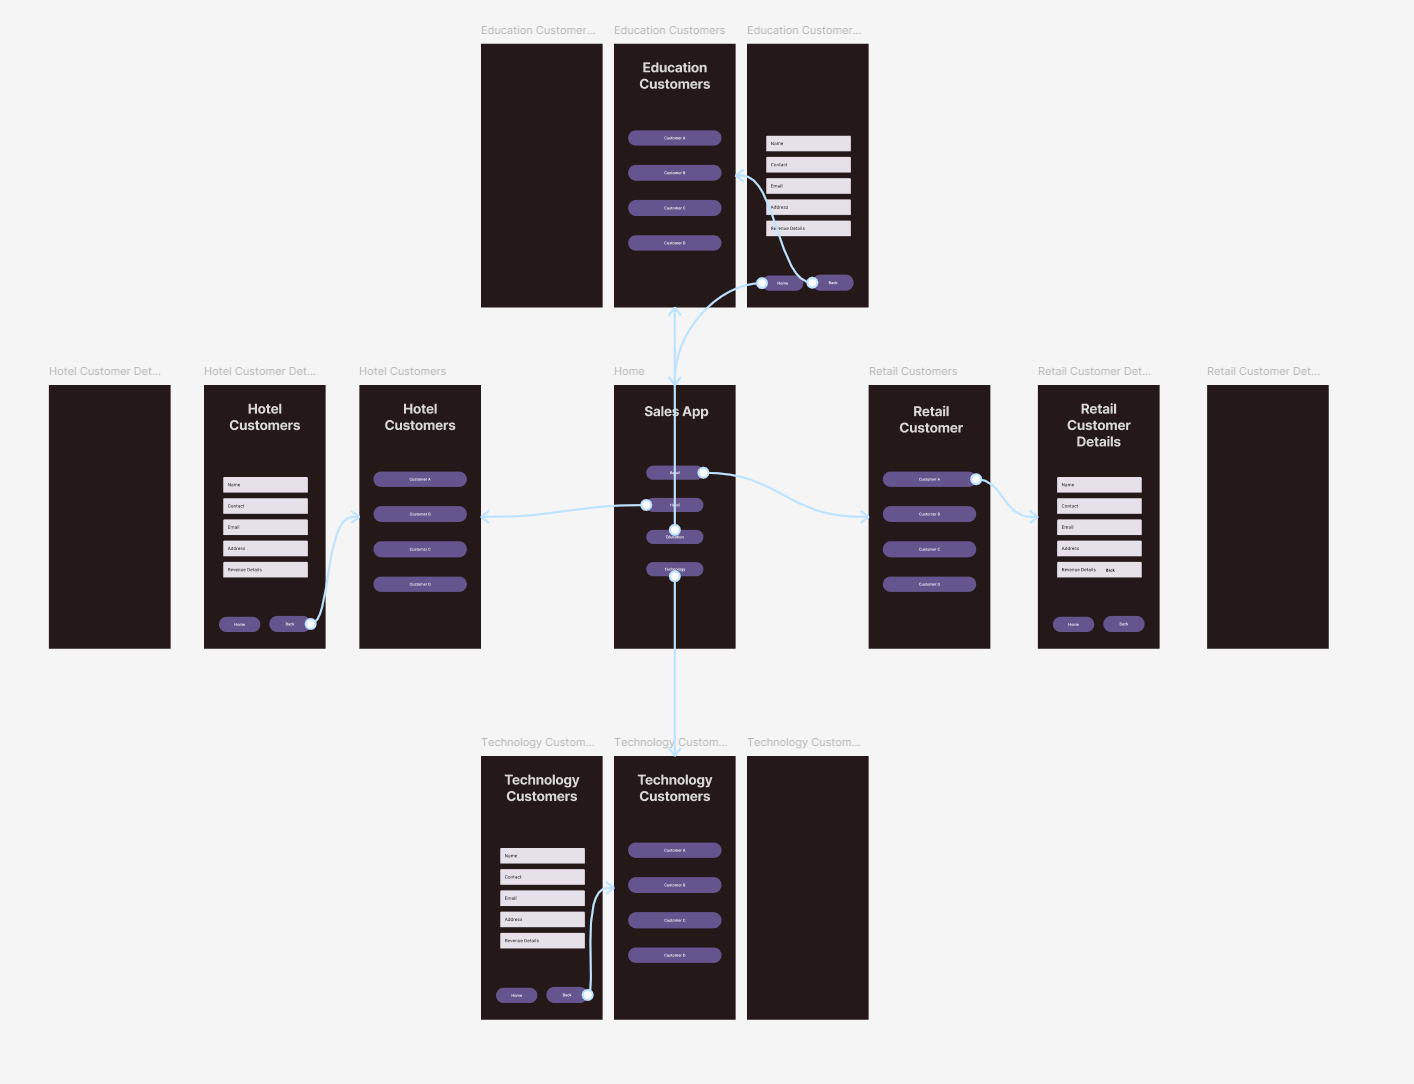 Education Customer...
Education Customers
Education Customer...
Education
Customers
Customer A
Customer B
Customer C
Customer D
Name
Contact
Email
Address
Revenue Details
Home
Back
Hotel Customer Det...
Hotel Customer Det...
Hotel
Customers
Name
Contact
Email
Address
Revenue Details
Home
Back
Hotel Customers
Hotel
Customers
Customer A
Customer B
Customer C
Customer D
Home
Sales App
Retail
Hotel
Education
Technology
Retail Customers
Retail
Customer
Customer A
Customer B
Customer C
Customer D
Retail Customer Det...
Retail
Customer
Details
Name
Contact
Email
Address
Revenue Details Back
Home
Back
Retail Customer Det...
Technology Custom...
Technology
Customers
Name
Contact
Email
Address
Revenue Details
Home
Back
Technology Custom...
Technology
Customers
Customer A
Customer B
Customer C
Customer D
Technology Custom...